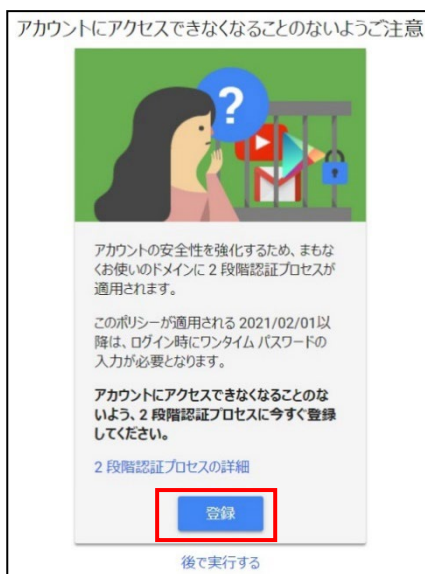 アカウントにアクセスできなくなることのないようご注意
?
アカウントの安全性を強化するため、まもな
くお使いのドメインに 2 段階認証プロセスが
適用されます。
このポリシーが適用される 2021/02/01以
降は、ログイン時にワンタイム パスワードの
入力が必要となります。
アカウントにアクセスできなくなることのな
いよう、2 段階認証プロセスに今すぐ登録
してください。
2 段階認証プロセスの詳細
登録
後で実行する